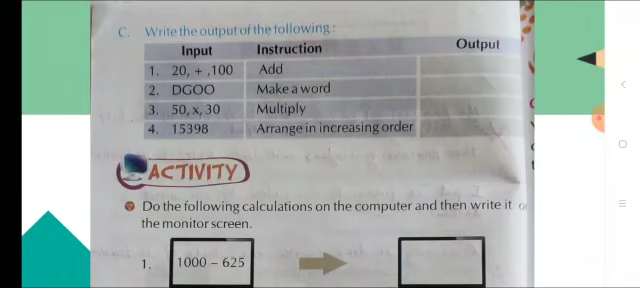 C. Write the output of the following :
Input Instruction Output
1. 20, + ,100 Add
2. DGOO Make a word
3. 50, x, 30 Multiply
4. 15398 Arrange in increasing order
ACTIVITY
Do the following calculations on the computer and then write it
the monitor screen.
1. 1000 – 625